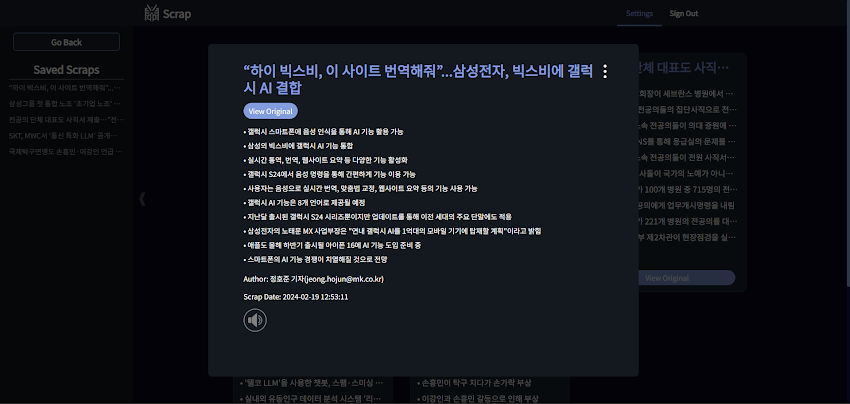 Scrap
Settings
Sign Out
Go Back
Saved Scraps
"하이 빅스비, 이 사이트 번역해줘"...
삼성그룹 첫 통합 노조 '초기업 노조' ...
전공의 단체 대표도 사직서 제출..."전...
SKT, MWC서 '통신 특화 LLM' 공개...
국제탁구연맹도 손흥민·이강인 언급 ...
“하이 빅스비, 이 사이트 번역해줘”...삼성전자, 빅스비에 갤럭
시 AI 결합
View Original
• 갤럭시 스마트폰에 음성 인식을 통해 AI 기능 활용 가능
• 삼성의 빅스비에 갤럭시 AI 기능 통합
• 실시간 통역, 번역, 웹사이트 요약 등 다양한 기능 활성화
• 갤럭시 S24에서 음성 명령을 통해 간편하게 기능 이용 가능
• 사용자는 음성으로 실시간 번역, 맞춤법 교정, 웹사이트 요약 등의 기능 사용 가능
• 갤럭시 AI 기능은 8개 언어로 제공될 예정
• 지난달 출시된 갤럭시 S24 시리즈뿐이지만 업데이트를 통해 이전 세대의 주요 단말에도 적용
• 삼성전자의 노태문 MX 사업부장은 "연내 갤럭시 AI를 1억대의 모바일 기기에 탑재할 계획"이라고 밝힘
• 애플도 올해 하반기 출시될 아이폰 16에 AI 기능 도입 준비 중
• 스마트폰의 AI 기능 경쟁이 치열해질 것으로 전망
Author: 정호준 기자(jeong.hojun@mk.co.kr)
Scrap Date: 2024-02-19 12:53:11
단체 대표도 사직...
회장이 세브란스 병원에서 ...
전공의들의 집단사직으로 전...
속 전공의들이 의대 증원에 ...
NS를 통해 응급실의 문제를 ...
속 전공의들이 전원 사직서...
사들이 국가의 노예가 아니...
가 100개 병원 중 715명의 전...
공의에게 업무개시명령을 내림
가 221개 병원의 전공의를 대...
부 제2차관이 현장점검을 실...
View Original
• '텔코 LLM'을 사용한 챗봇, 스팸·스미싱 ...
• 실내외 유동인구 데이터 분석 시스템 '리...
• 손흥민이 탁구 치다가 손가락 부상
• 이강인과 손흥민 갈등으로 인해 부상